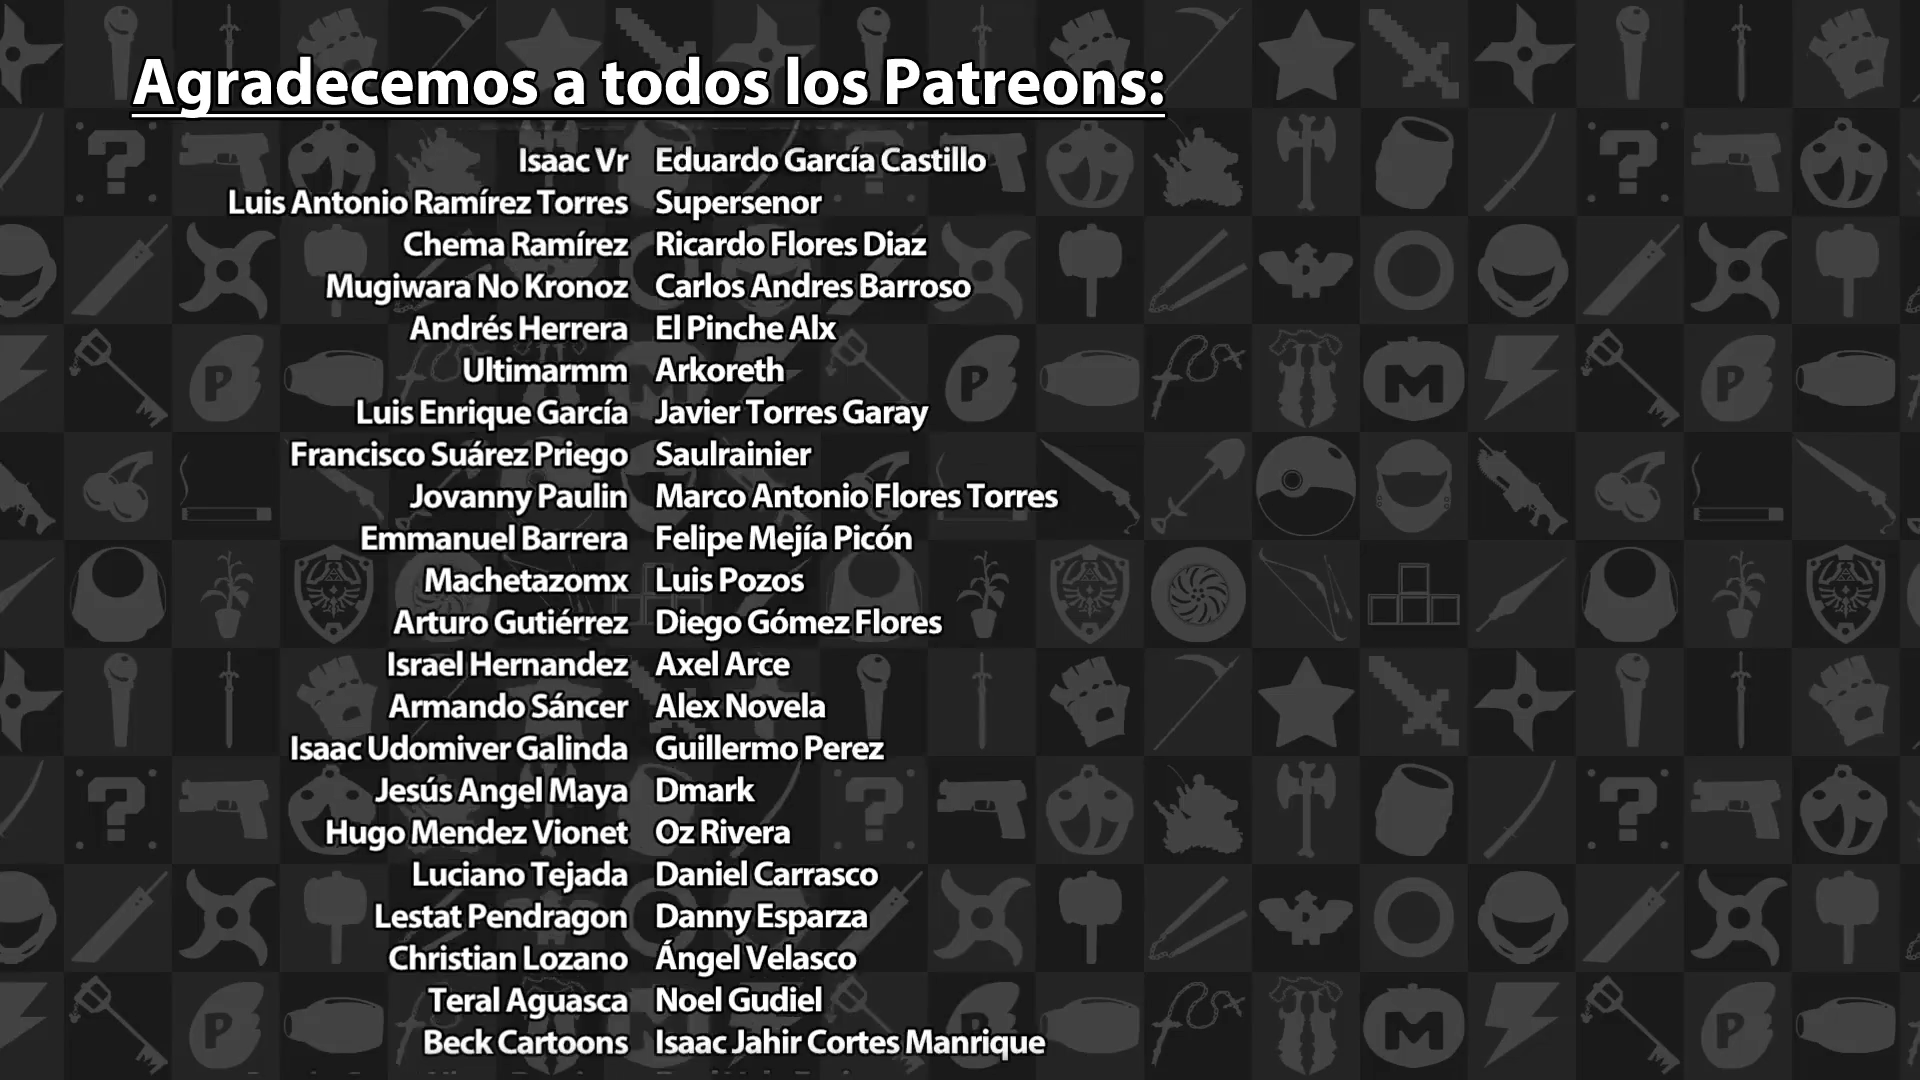 Agradecemos a todos los Patreons:
Isaac Vr Eduardo García Castillo
Luis Antonio Ramírez Torres Supersenor
Chema Ramírez Ricardo Flores Diaz
Mugiwara No Kronoz Carlos Andres Barroso
Andrés Herrera El Pinche Alx
Ultimarmm Arkoreth
Luis Enrique García Javier Torres Garay
Francisco Suárez Priego Saulrainier
Jovanny Paulin Marco Antonio Flores Torres
Emmanuel Barrera Felipe Mejía Picón
Machetazomx Luis Pozos
Arturo Gutiérrez Diego Gómez Flores
Israel Hernandez Axel Arce
Armando Sáncer Alex Novela
Isaac Udomiver Galinda Guillermo Perez
Jesús Angel Maya Dmark
Hugo Mendez Vionet Oz Rivera
Luciano Tejada Daniel Carrasco
Lestat Pendragon Danny Esparza
Christian Lozano Ángel Velasco
Teral Aguasca Noel Gudiel
Beck Cartoons Isaac Jahir Cortes Manrique